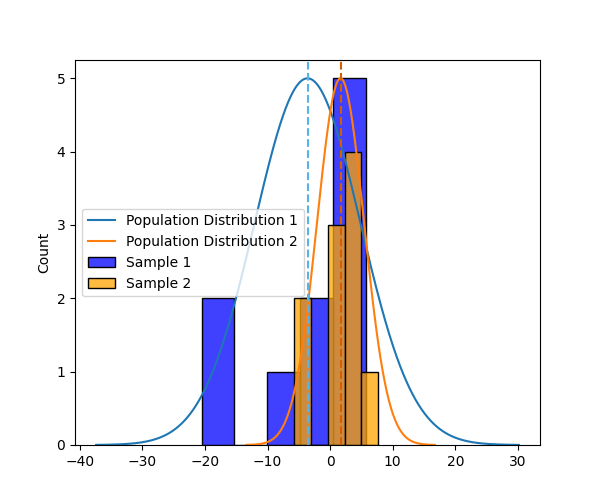 5
4
3
2
1
0
Count
Population Distribution 1
Population Distribution 2
Sample 1
Sample 2
−40 −30 −20 −10 0 10 20 30